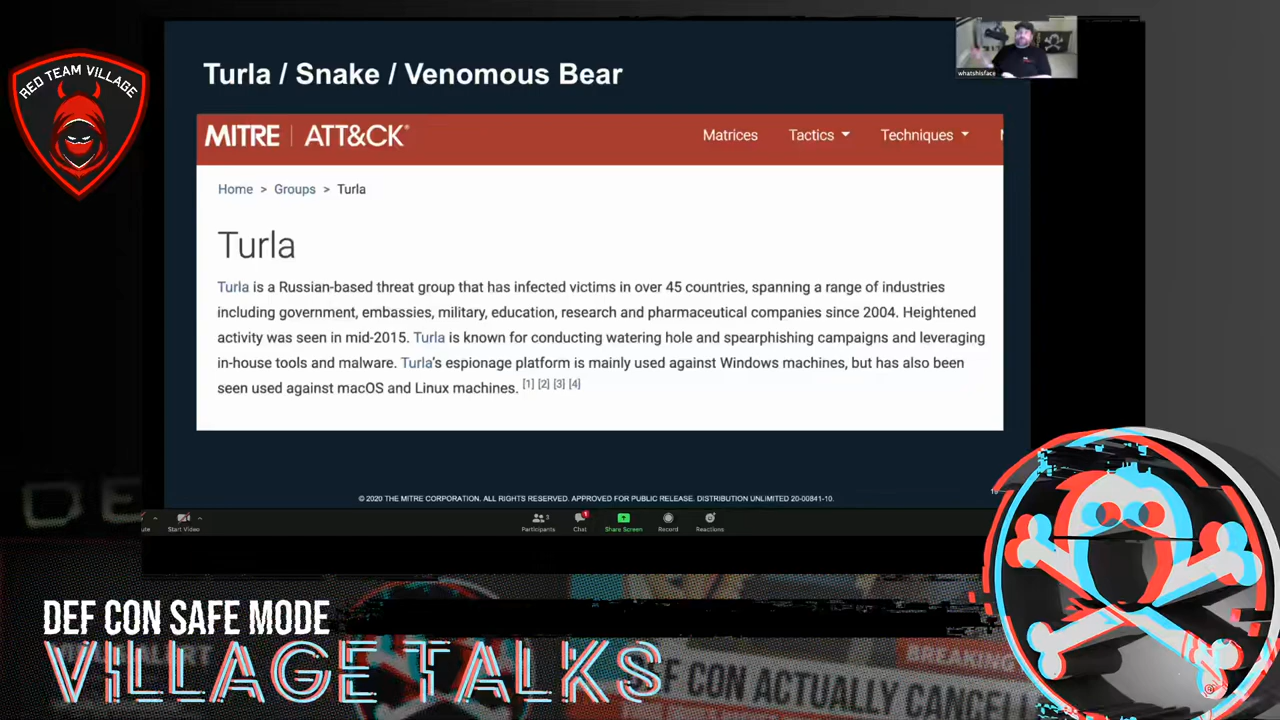 RED TEAM VILLAGE
Turla / Snake / Venomous Bear
whatshisface
MITRE | ATT&CK®
Matrices Tactics Techniques
Home > Groups > Turla
Turla
Turla is a Russian-based threat group that has infected victims in over 45 countries, spanning a range of industries
including government, embassies, military, education, research and pharmaceutical companies since 2004. Heightened
activity was seen in mid-2015. Turla is known for conducting watering hole and spearphishing campaigns and leveraging
in-house tools and malware. Turla's espionage platform is mainly used against Windows machines, but has also been
seen used against macOS and Linux machines. [1] [2] [3] [4]
© 2020 THE MITRE CORPORATION. ALL RIGHTS RESERVED. APPROVED FOR PUBLIC RELEASE. DISTRIBUTION UNLIMITED 20-00841-10.
Start Video
3
Participants
1
Chat
Share Screen
Record
Reactions
DEF CON SAFE MODE
VILLAGE TALKS
BREAKING
DEF CON ACTUALLY CANCELL